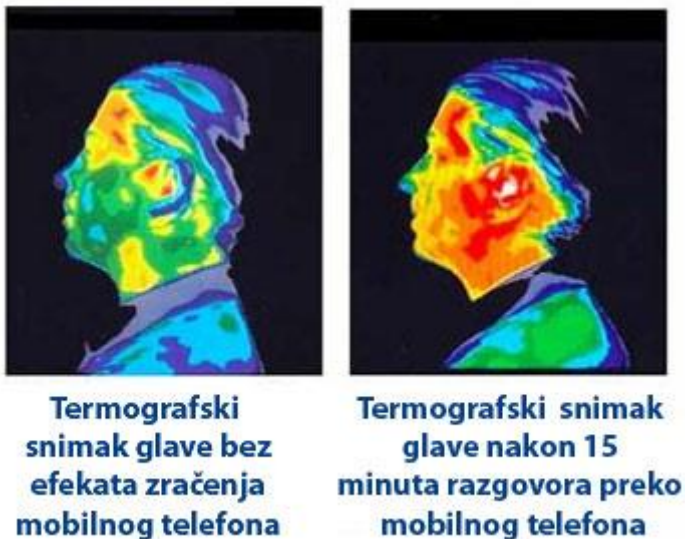 Termografski
snimak glave bez
efekata zračenja
mobilnog telefona
Termografski snimak
glave nakon 15
minuta razgovora preko
mobilnog telefona